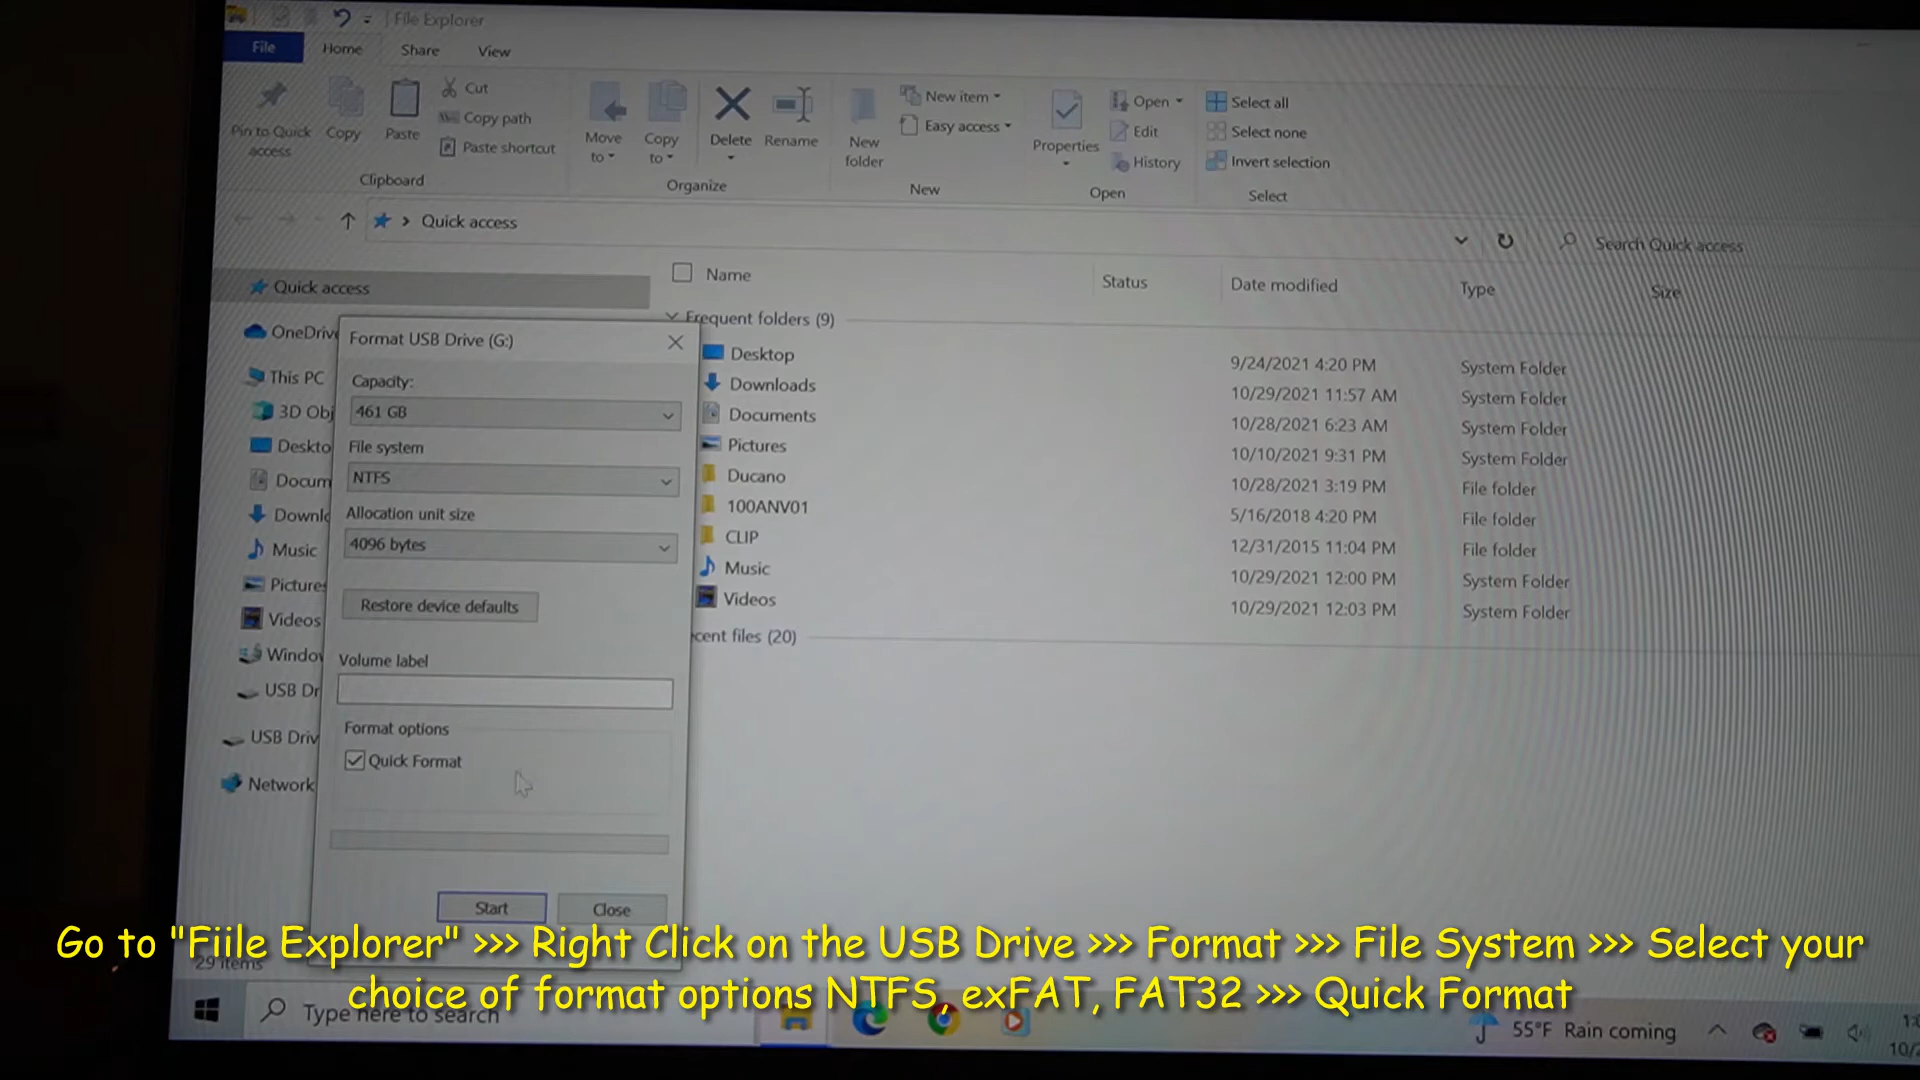 File Explorer
File Home Share View
Pin to Quick access
Copy
Paste
Cut
Copy path
Paste shortcut
Clipboard
Move to
Copy to
Delete
Rename
Organize
New folder
New item
Easy access
New
Properties
Open
Edit
History
Open
Select all
Select none
Invert selection
Select
Quick access
Search Quick access
Quick access
OneDrive
This PC
3D Obj
Deskto
Docum
Downlo
Music
Pictures
Videos
Window
USB Dr
USB Driv
Network
Name Status Date modified Type Size
Frequent folders (9)
Desktop 9/24/2021 4:20 PM System Folder
Downloads 10/29/2021 11:57 AM System Folder
Documents 10/28/2021 6:23 AM System Folder
Pictures 10/10/2021 9:31 PM System Folder
Ducano 10/28/2021 3:19 PM File folder
100ANV01 5/16/2018 4:20 PM File folder
CLIP 12/31/2015 11:04 PM File folder
Music 10/29/2021 12:00 PM System Folder
Videos 10/29/2021 12:03 PM System Folder
cent files (20)
Format USB Drive (G:)
Capacity:
461 GB
File system
NTFS
Allocation unit size
4096 bytes
Restore device defaults
Volume label
Format options
Quick Format
Start Close
29 items
Go to "Fiile Explorer" >>> Right Click on the USB Drive >>> Format >>> File System >>> Select your
choice of format options NTFS, exFAT, FAT32 >>> Quick Format
Type here to search
55°F Rain coming